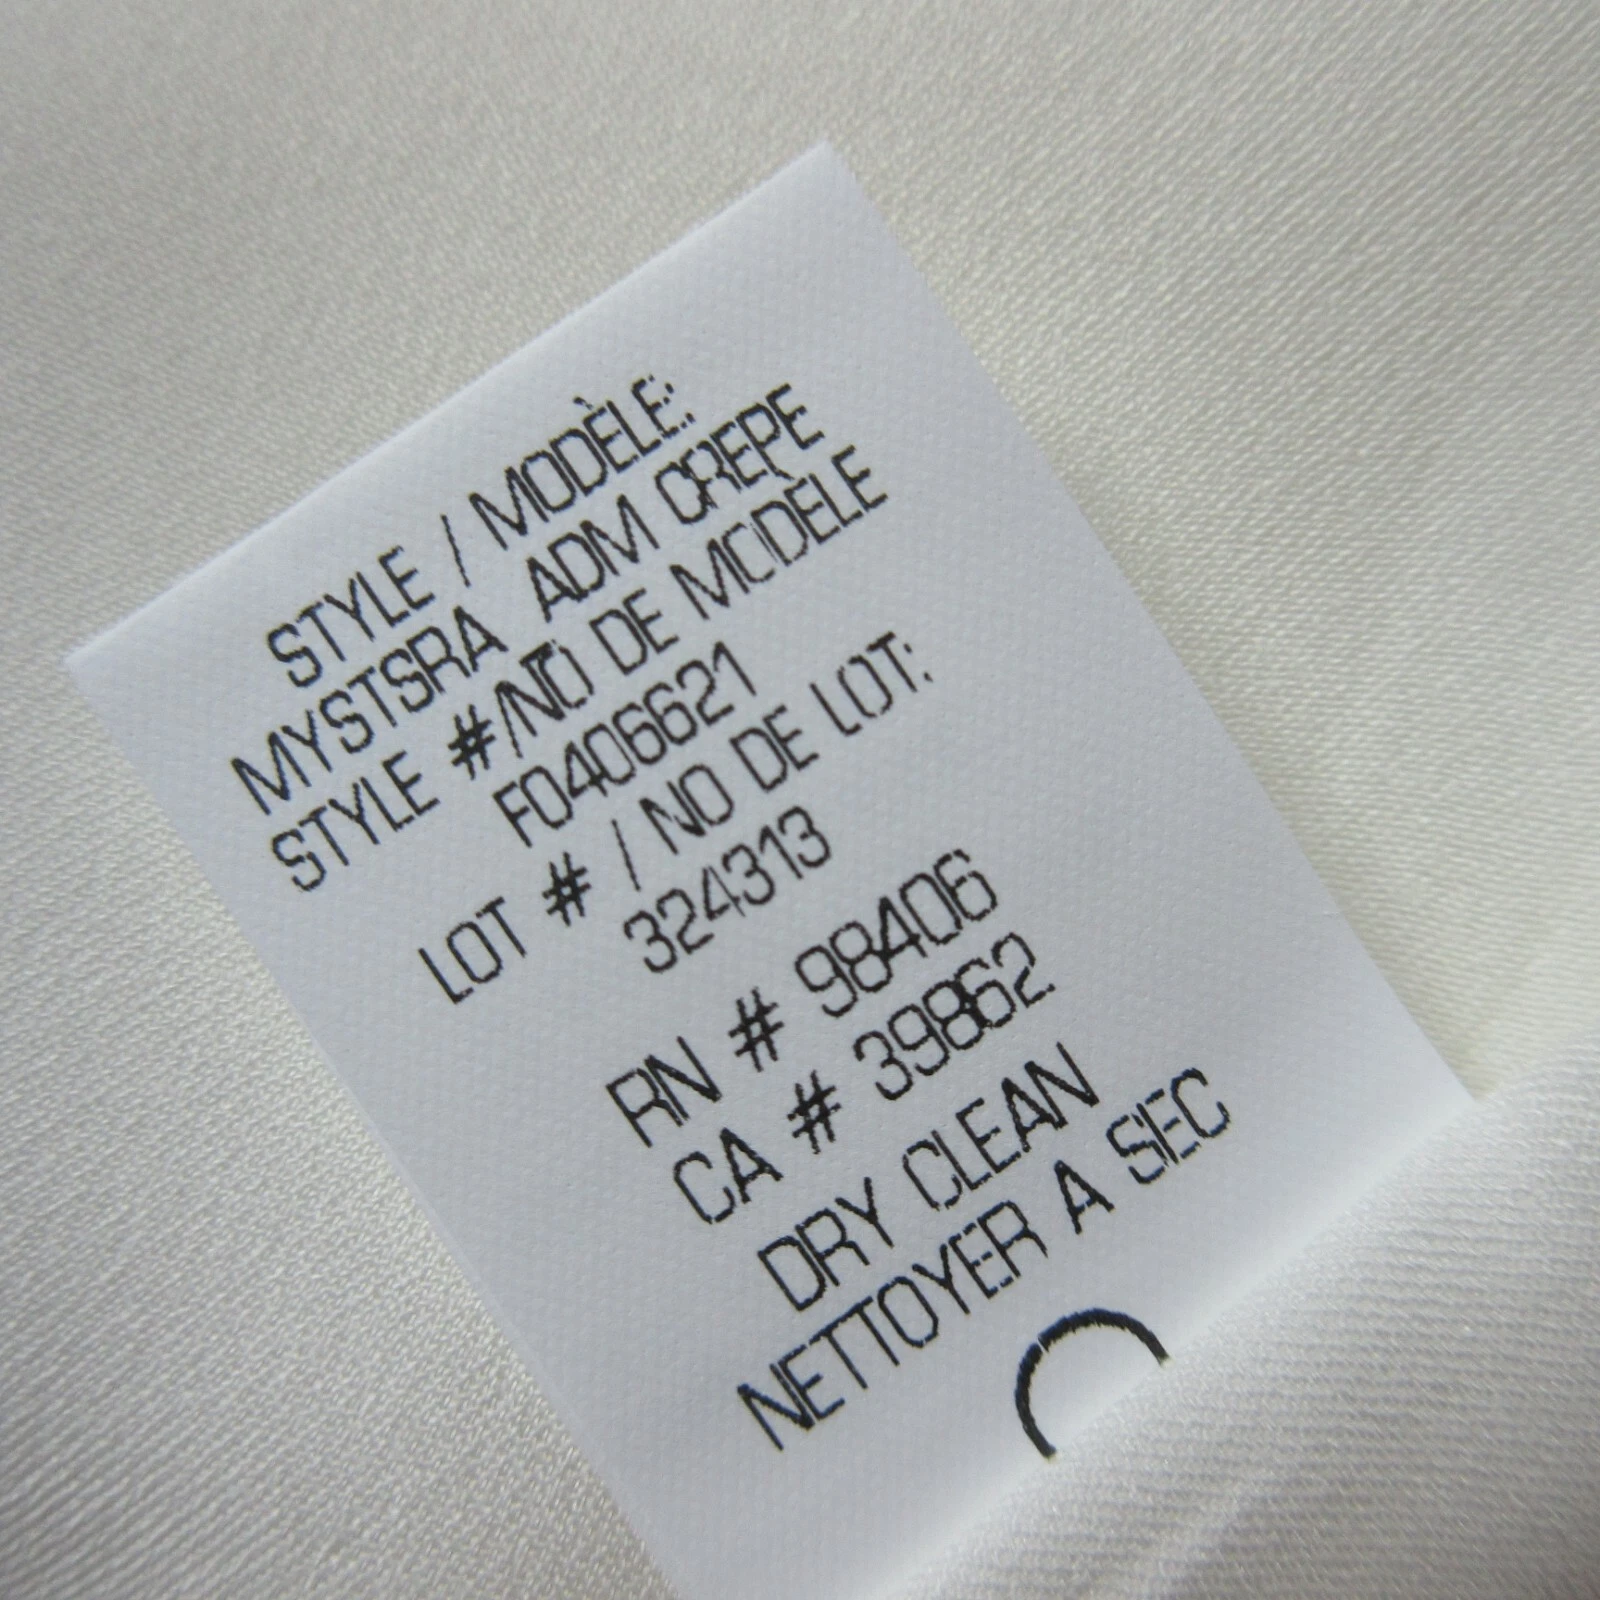 STYLE / MODÈLE:
MYSTSRA ADM CREPE
STYLE #/NO DE MODÈLE
F0406621
LOT # / NO DE LOT:
324313
RN # 98406
CA # 39862
DRY CLEAN
NETTOYER A SEC